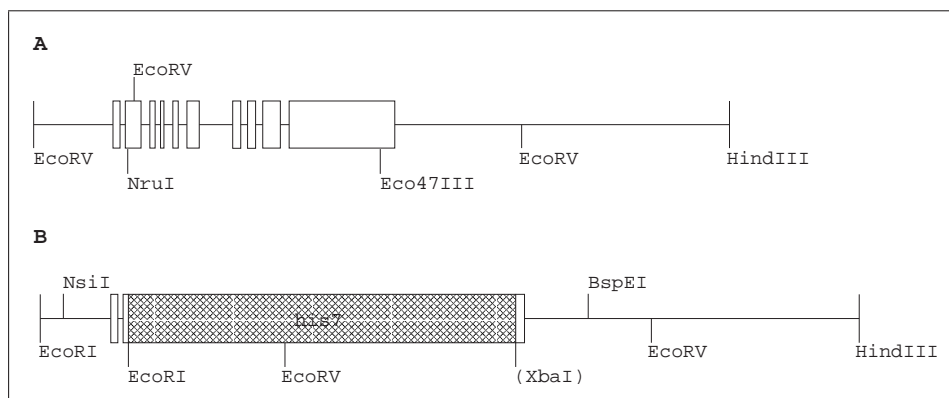 A
EcoRV
EcoRV
EcoRV
HindIII
NruI
Eco47III
B
NsiI
BspEI
his7
EcoRI
EcoRV
HindIII
EcoRI
EcoRV
(XbaI)